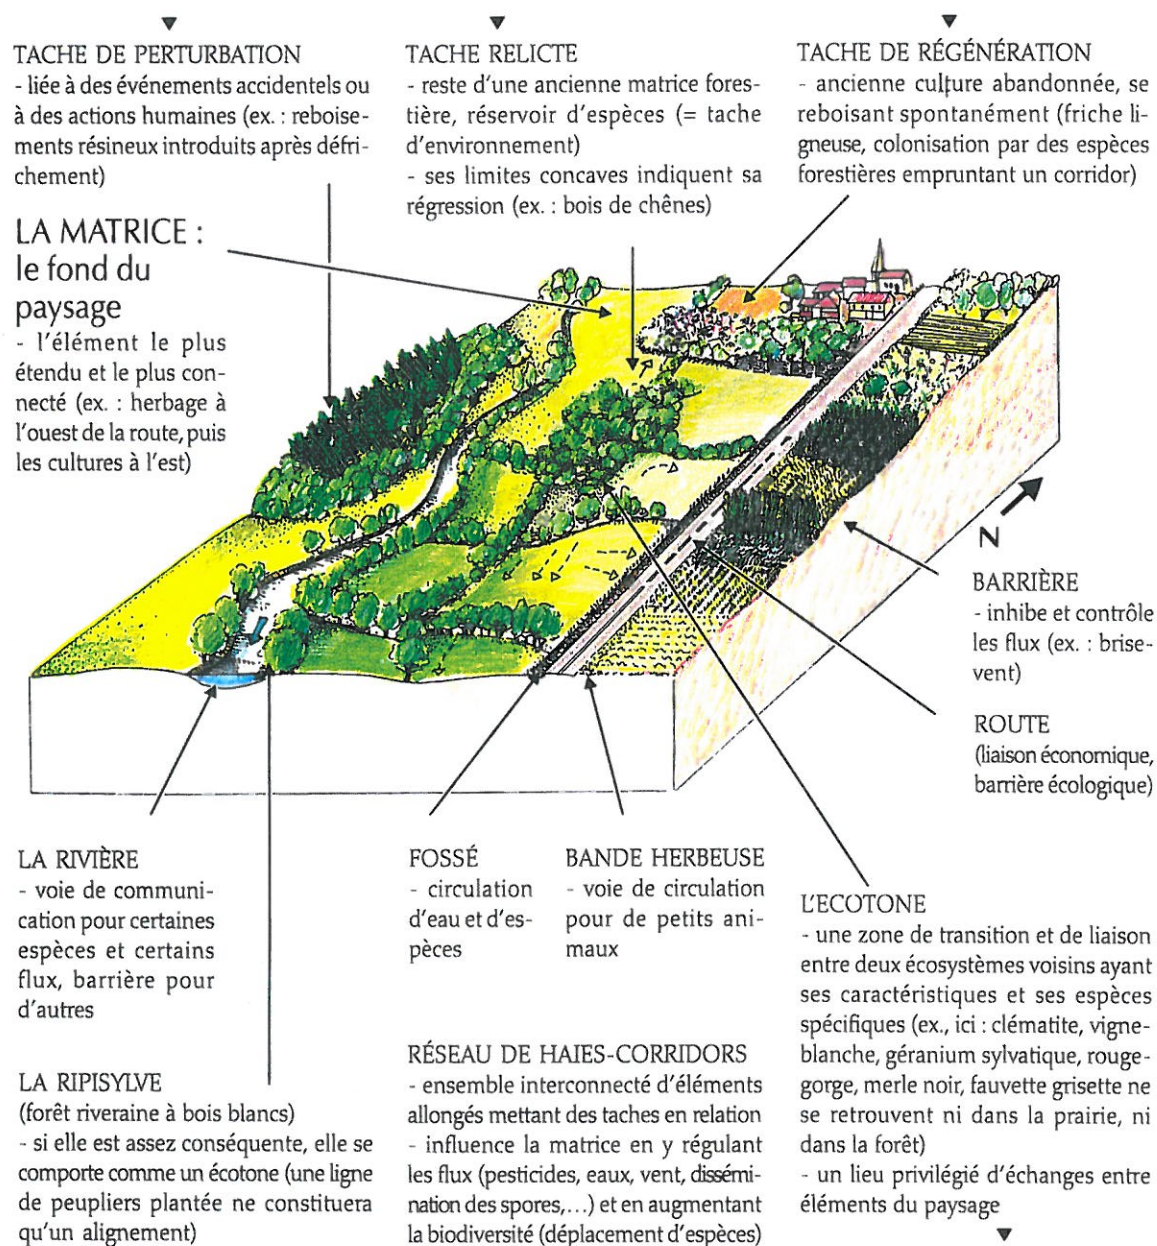 TACHE DE PERTURBATION
- liée à des événements accidentels ou
à des actions humaines (ex. : reboise-
ments résineux introduits après défri-
chement)
TACHE RELICTE
- reste d'une ancienne matrice fores-
tière, réservoir d'espèces (= tache
d'environnement)
- ses limites concaves indiquent sa
régression (ex. : bois de chênes)
TACHE DE RÉGÉNÉRATION
- ancienne culture abandonnée, se
reboisant spontanément (friche li-
gneuse, colonisation par des espèces
forestières empruntant un corridor)
LA MATRICE :
le fond du
paysage
- l'élément le plus
étendu et le plus con-
necté (ex. : herbage à
l'ouest de la route, puis
les cultures à l'est)
N
BARRIÈRE
- inhibe et contrôle
les flux (ex. : brise-
vent)
ROUTE
(liaison économique,
barrière écologique)
LA RIVIÈRE
- voie de communi-
cation pour certaines
espèces et certains
flux, barrière pour
d'autres
FOSSÉ
- circulation
d'eau et d'es-
pèces
BANDE HERBEUSE
- voie de circulation
pour de petits ani-
maux
L'ECOTONE
- une zone de transition et de liaison
entre deux écosystèmes voisins ayant
ses caractéristiques et ses espèces
spécifiques (ex., ici : clématite, vigne-
blanche, géranium sylvatique, rouge-
gorge, merle noir, fauvette grisette ne
se retrouvent ni dans la prairie, ni
dans la forêt)
- un lieu privilégié d'échanges entre
éléments du paysage
LA RIPISYLVE
(forêt riveraine à bois blancs)
- si elle est assez conséquente, elle se
comporte comme un écotone (une ligne
de peupliers plantée ne constituera
qu'un alignement)
RÉSEAU DE HAIES-CORRIDORS
- ensemble interconnecté d'éléments
allongés mettant des taches en relation
- influence la matrice en y régulant
les flux (pesticides, eaux, vent, dissémi-
nation des spores,...) et en augmentant
la biodiversité (déplacement d'espèces)